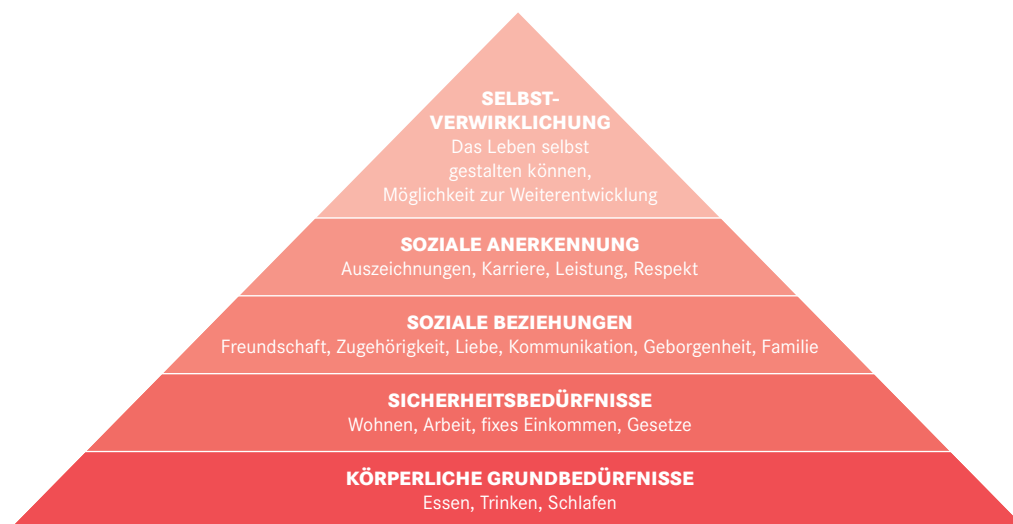 SELBST-
VERWIRKLICHUNG
Das Leben selbst
gestalten können,
Möglichkeit zur Weiterentwicklung
SOZIALE ANERKENNUNG
Auszeichnungen, Karriere, Leistung, Respekt
SOZIALE BEZIEHUNGEN
Freundschaft, Zugehörigkeit, Liebe, Kommunikation, Geborgenheit, Familie
SICHERHEITSBEDÜRFNISSE
Wohnen, Arbeit, fixes Einkommen, Gesetze
KÖRPERLICHE GRUNDBEDÜRFNISSE
Essen, Trinken, Schlafen